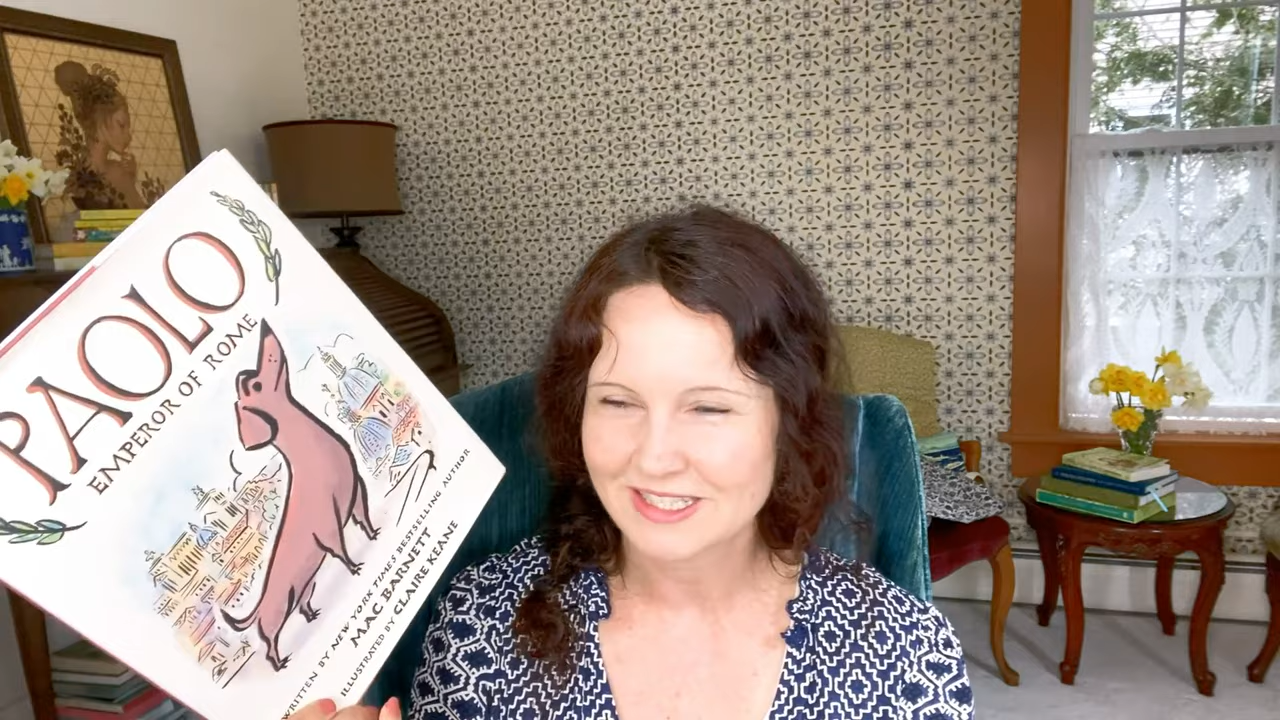 PAOLO
EMPEROR OF ROME
WRITTEN BY NEW YORK TIMES BESTSELLING AUTHOR
MAC BARNETT
ILLUSTRATED BY CLAIRE KEANE